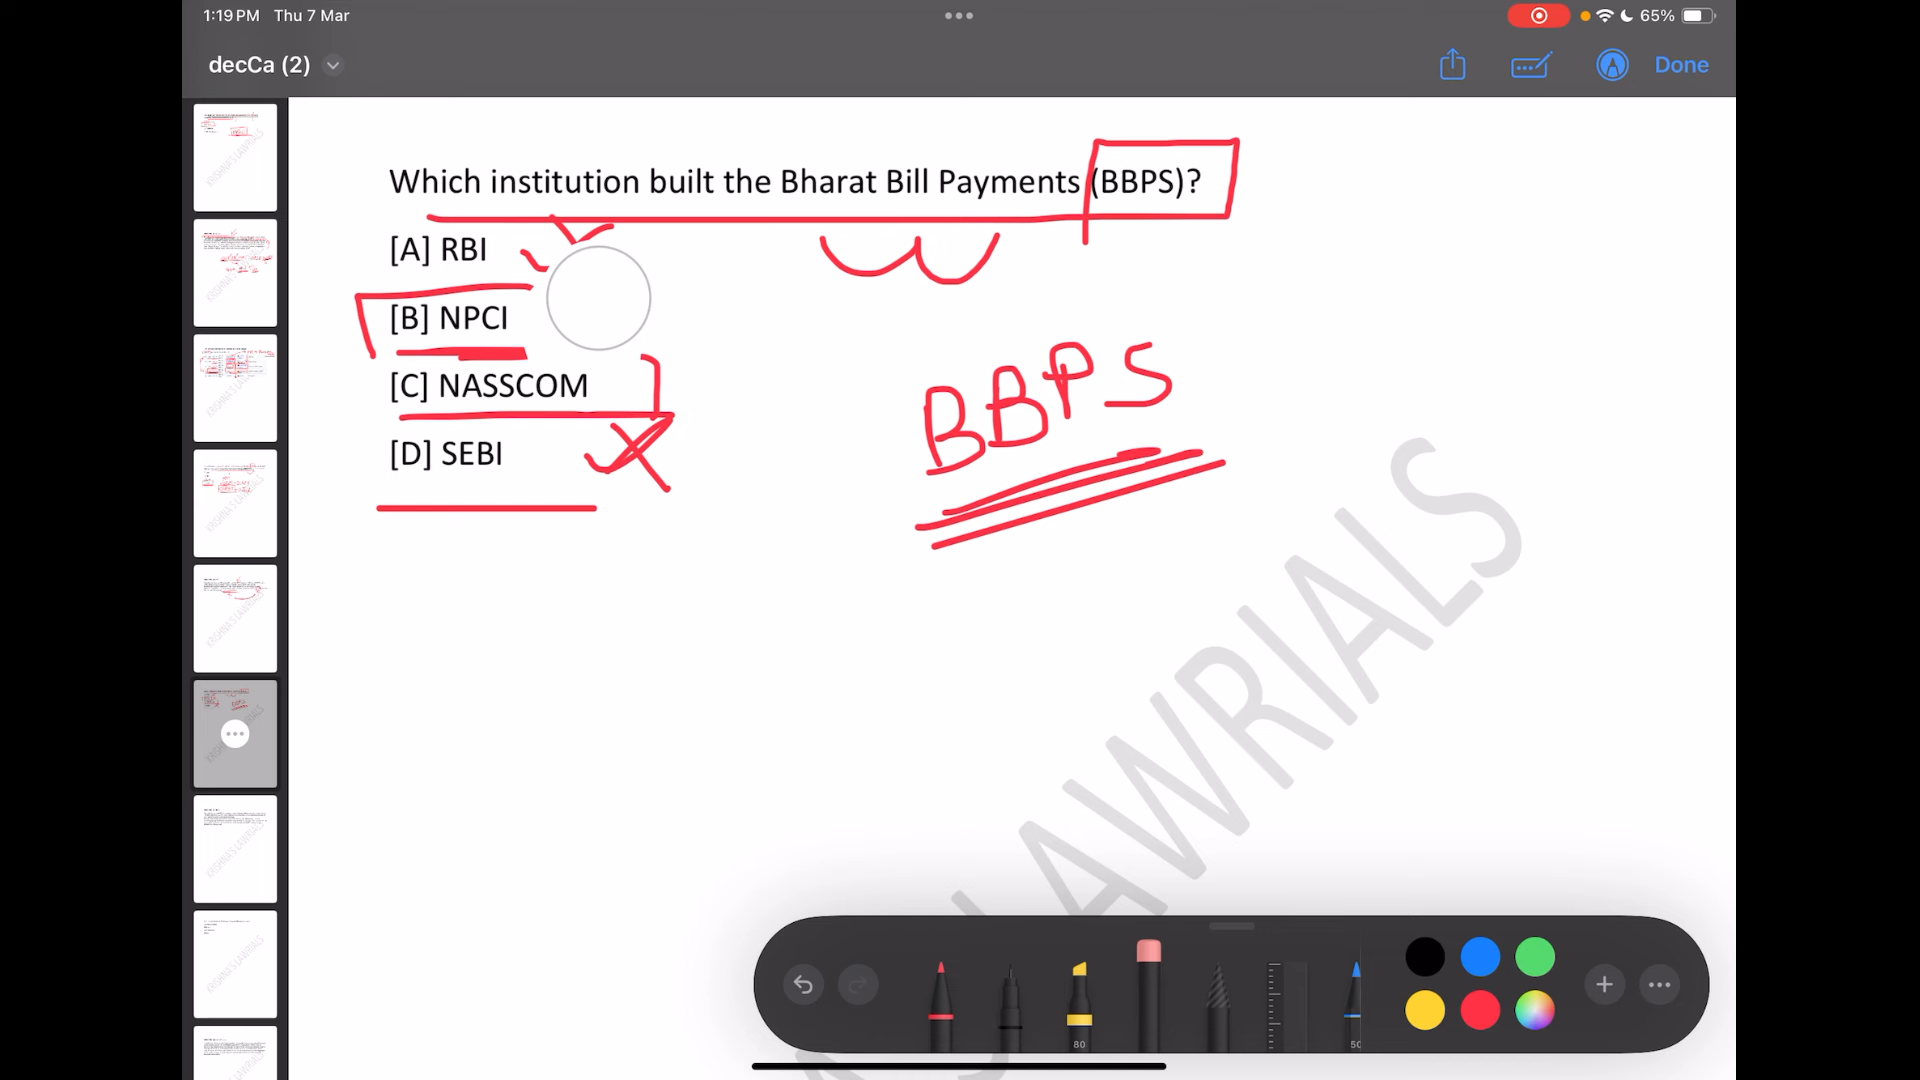 1:19 PM Thu 7 Mar
65%
decCa (2)
Done
Which institution built the Bharat Bill Payments (BBPS)?
[A] RBI
[B] NPCI
[C] NASSCOM
[D] SEBI
BBPS
LAWRIALS
80
50